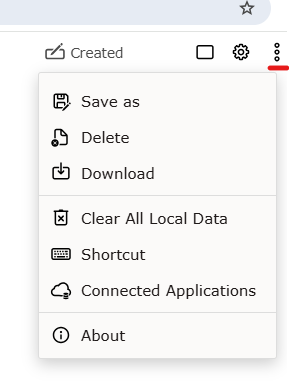 Created
Save as
Delete
Download
Clear All Local Data
Shortcut
Connected Applications
About